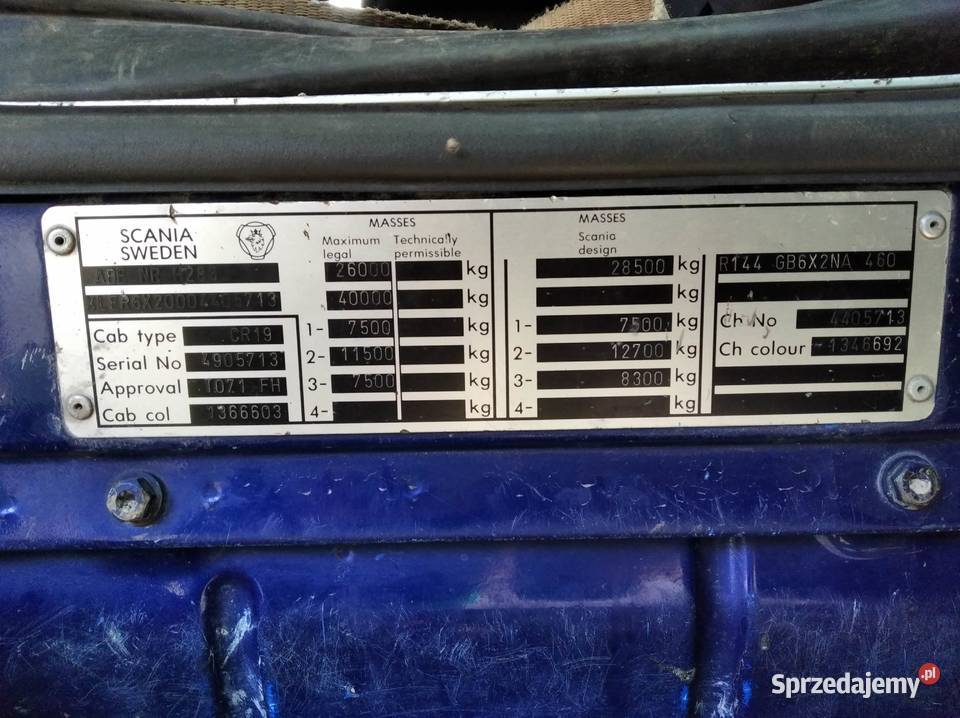 SCANIA
SWEDEN
MASSES
Maximum legal
Technically permissible
26000 kg
40000 kg
1- 7500 kg
2- 11500 kg
3- 7500 kg
4- kg
Cab type CR19
Serial No 4905713
Approval 1071 FH
Cab col 1366603
MASSES
Scania design
28500 kg
kg
1- 7500 kg
2- 12700 kg
3- 8300 kg
4- kg
R144 GB6X2NA 460
Ch No 4405713
Ch colour 1346692
Sprzedajemy.pl